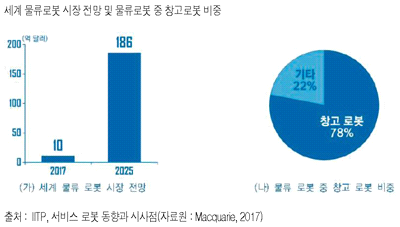 세계 물류로봇 시장 전망 및 물류로봇 중 창고로봇 비중
(억 달러)
200
150
100
50
0
10
186
2017
2025
(가) 세계 물류 로봇 시장 전망
기타
22%
창고 로봇
78%
(나) 물류 로봇 중 창고 로봇 비중
출처 : IITP, 서비스 로봇 동향과 시사점(자료원 : Macquarie, 2017)